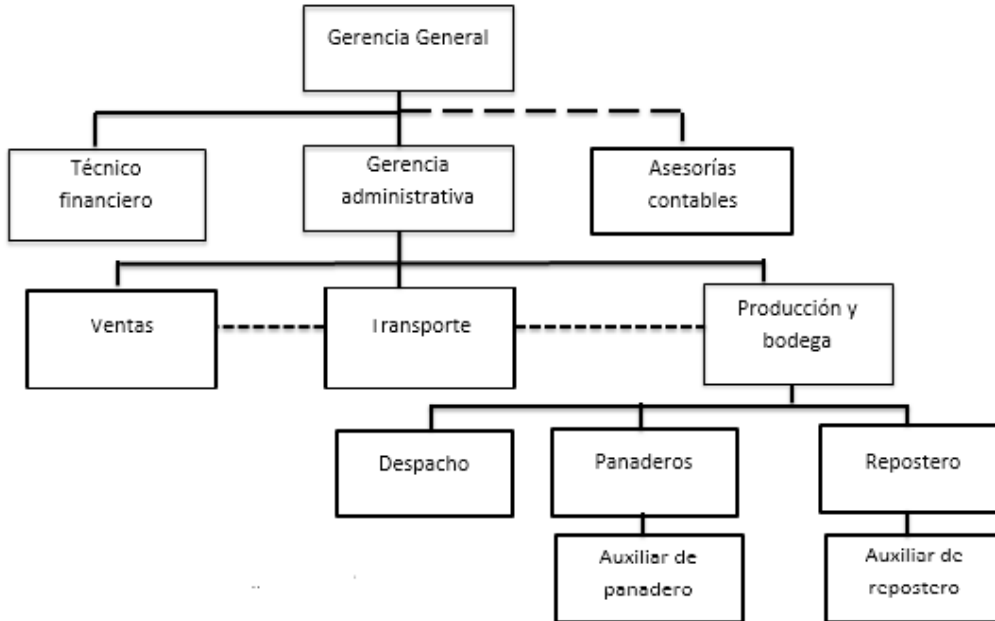 Gerencia General
Técnico
financiero
Gerencia
administrativa
Asesorías
contables
Ventas
Transporte
Producción y
bodega
Despacho
Panaderos
Repostero
Auxiliar de
panadero
Auxiliar de
repostero